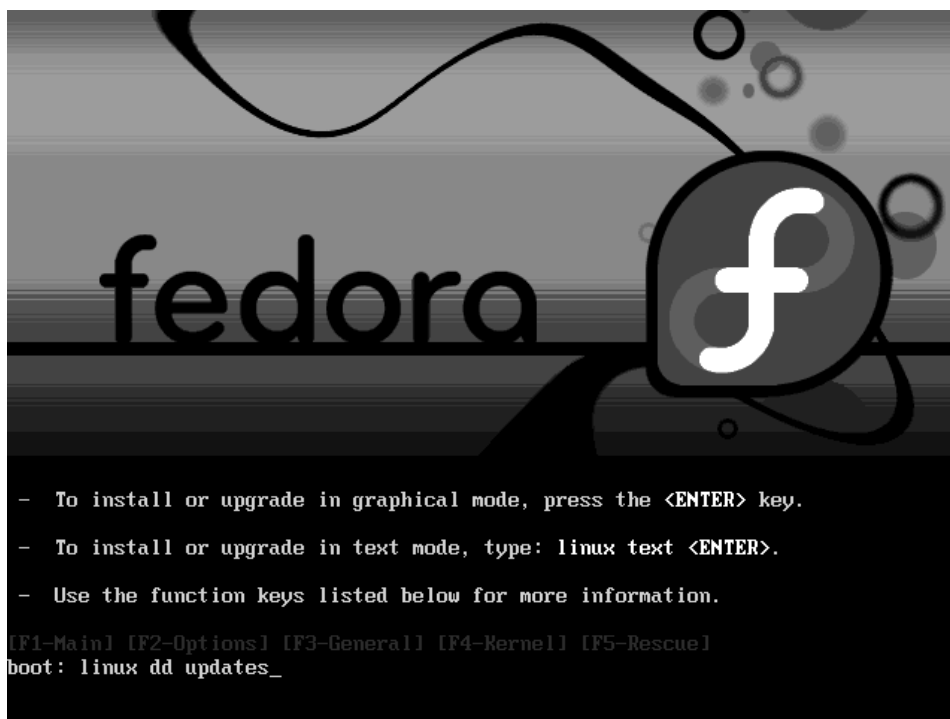 fedora
- To install or upgrade in graphical mode, press the <ENTER> key.
- To install or upgrade in text mode, type: linux text <ENTER>.
- Use the function keys listed below for more information.
[F1-Main] [F2-Options] [F3-General] [F4-Kernel] [F5-Rescue]
boot: linux dd updates_